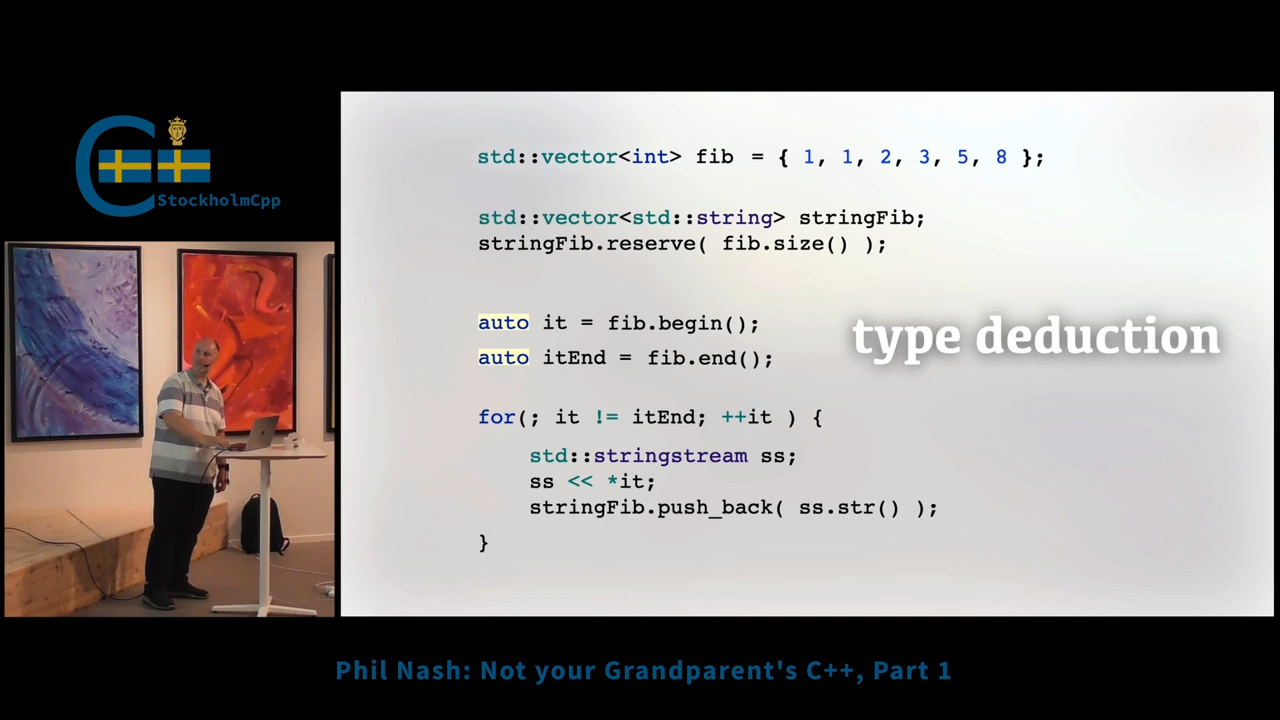 StockholmCpp
std::vector<int> fib = { 1, 1, 2, 3, 5, 8 };
std::vector<std::string> stringFib;
stringFib.reserve( fib.size() );
auto it = fib.begin();
auto itEnd = fib.end();
type deduction
for(; it != itEnd; ++it ) {
    std::stringstream ss;
    ss << *it;
    stringFib.push_back( ss.str() );
}
Phil Nash: Not your Grandparent's C++, Part 1